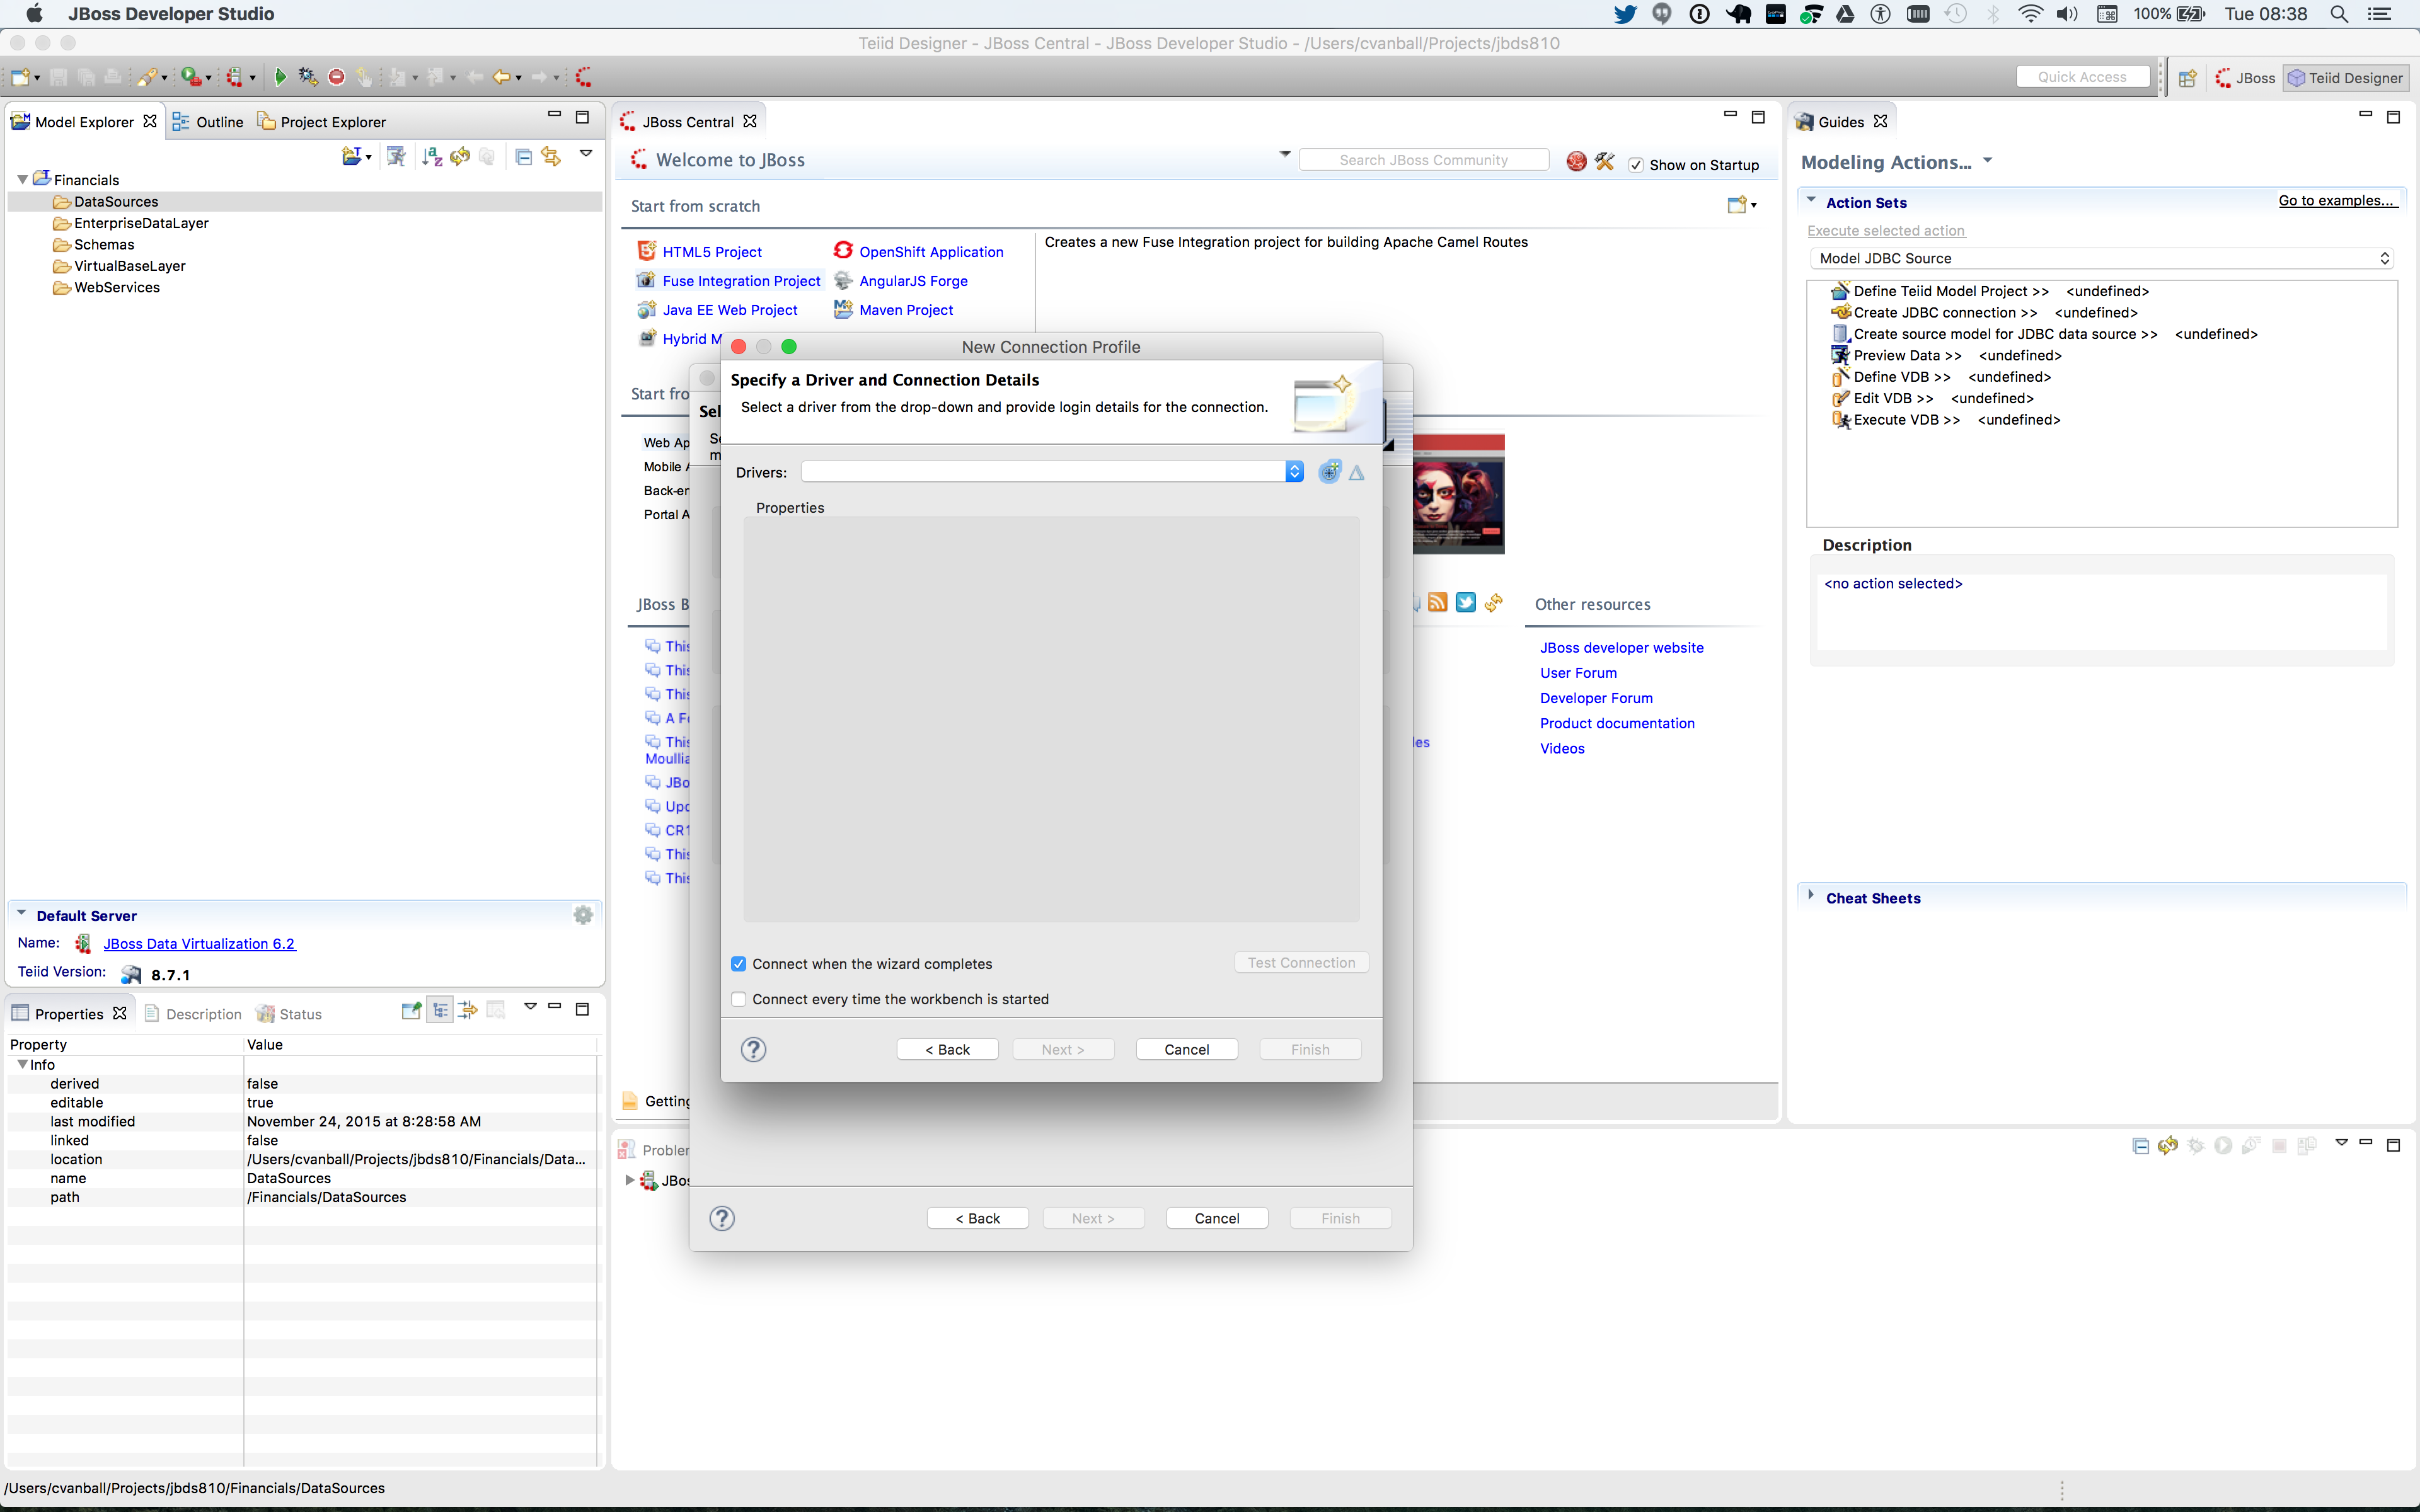 JBoss Developer Studio
100%
Tue 08:38
Teiid Designer - JBoss Central - JBoss Developer Studio - /Users/cvanball/Projects/jbds810
Quick Access
JBoss
Teiid Designer
Model Explorer
Outline
Project Explorer
Financials
DataSources
EnterpriseDataLayer
Schemas
VirtualBaseLayer
WebServices
Default Server
Name:
JBoss Data Virtualization 6.2
Teiid Version:
8.7.1
Properties
Description
Status
Property Value
Info
derived false
editable true
last modified November 24, 2015 at 8:28:58 AM
linked false
location /Users/cvanball/Projects/jbds810/Financials/Data...
name DataSources
path /Financials/DataSources
/Users/cvanball/Projects/jbds810/Financials/DataSources
JBoss Central
Welcome to JBoss
Search JBoss Community
Show on Startup
Start from scratch
HTML5 Project
OpenShift Application
Fuse Integration Project
AngularJS Forge
Java EE Web Project
Maven Project
Hybrid M
Creates a new Fuse Integration project for building Apache Camel Routes
Start fro
Web Ap
Mobile A
Back-en
Portal A
JBoss B
This
This
This
A Fo
This
Moullia
JBo
Upd
CR1
This
This
les
Other resources
JBoss developer website
User Forum
Developer Forum
Product documentation
Videos
Getting
Problem
JBos
Sel
Se
m
< Back
Next >
Cancel
Finish
New Connection Profile
Specify a Driver and Connection Details
Select a driver from the drop-down and provide login details for the connection.
Drivers:
Properties
Connect when the wizard completes
Test Connection
Connect every time the workbench is started
< Back
Next >
Cancel
Finish
Guides
Modeling Actions...
Action Sets
Go to examples...
Execute selected action
Model JDBC Source
Define Teiid Model Project >> <undefined>
Create JDBC connection >> <undefined>
Create source model for JDBC data source >> <undefined>
Preview Data >> <undefined>
Define VDB >> <undefined>
Edit VDB >> <undefined>
Execute VDB >> <undefined>
Description
<no action selected>
Cheat Sheets